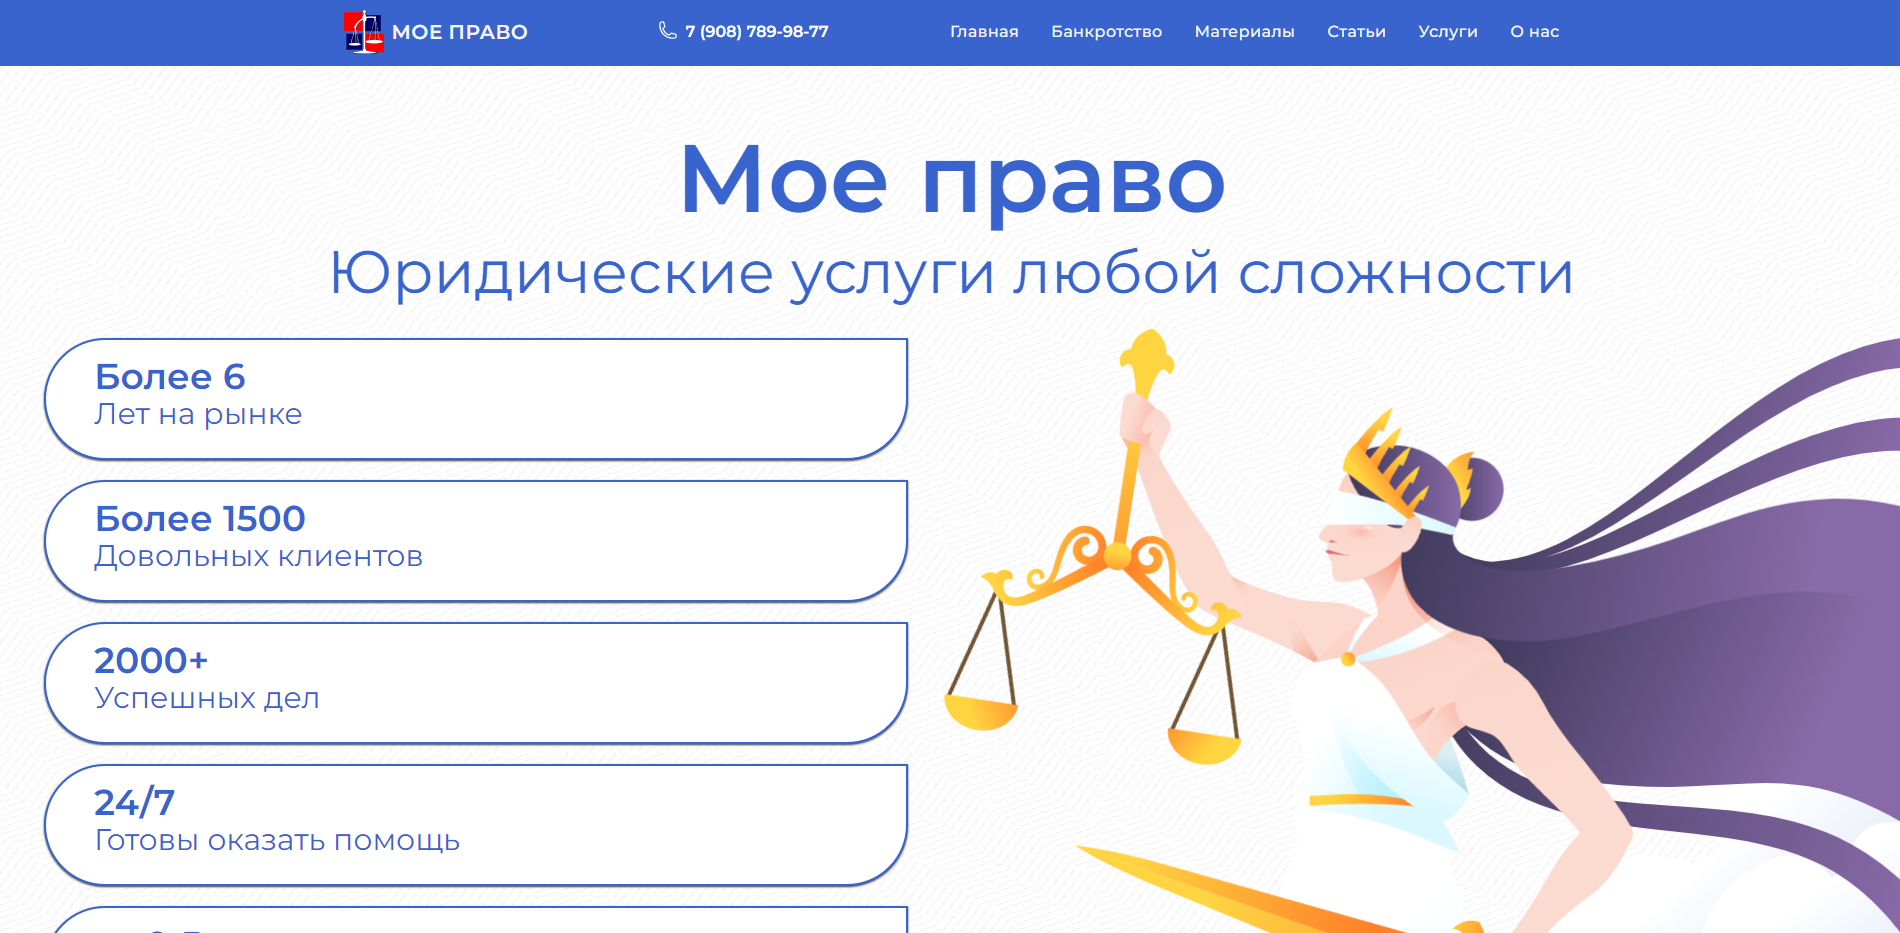 МОЕ ПРАВО
7 (908) 789-98-77
Главная Банкротство Материалы Статьи Услуги О нас
Мое право
Юридические услуги любой сложности
Более 6
Лет на рынке
Более 1500
Довольных клиентов
2000+
Успешных дел
24/7
Готовы оказать помощь